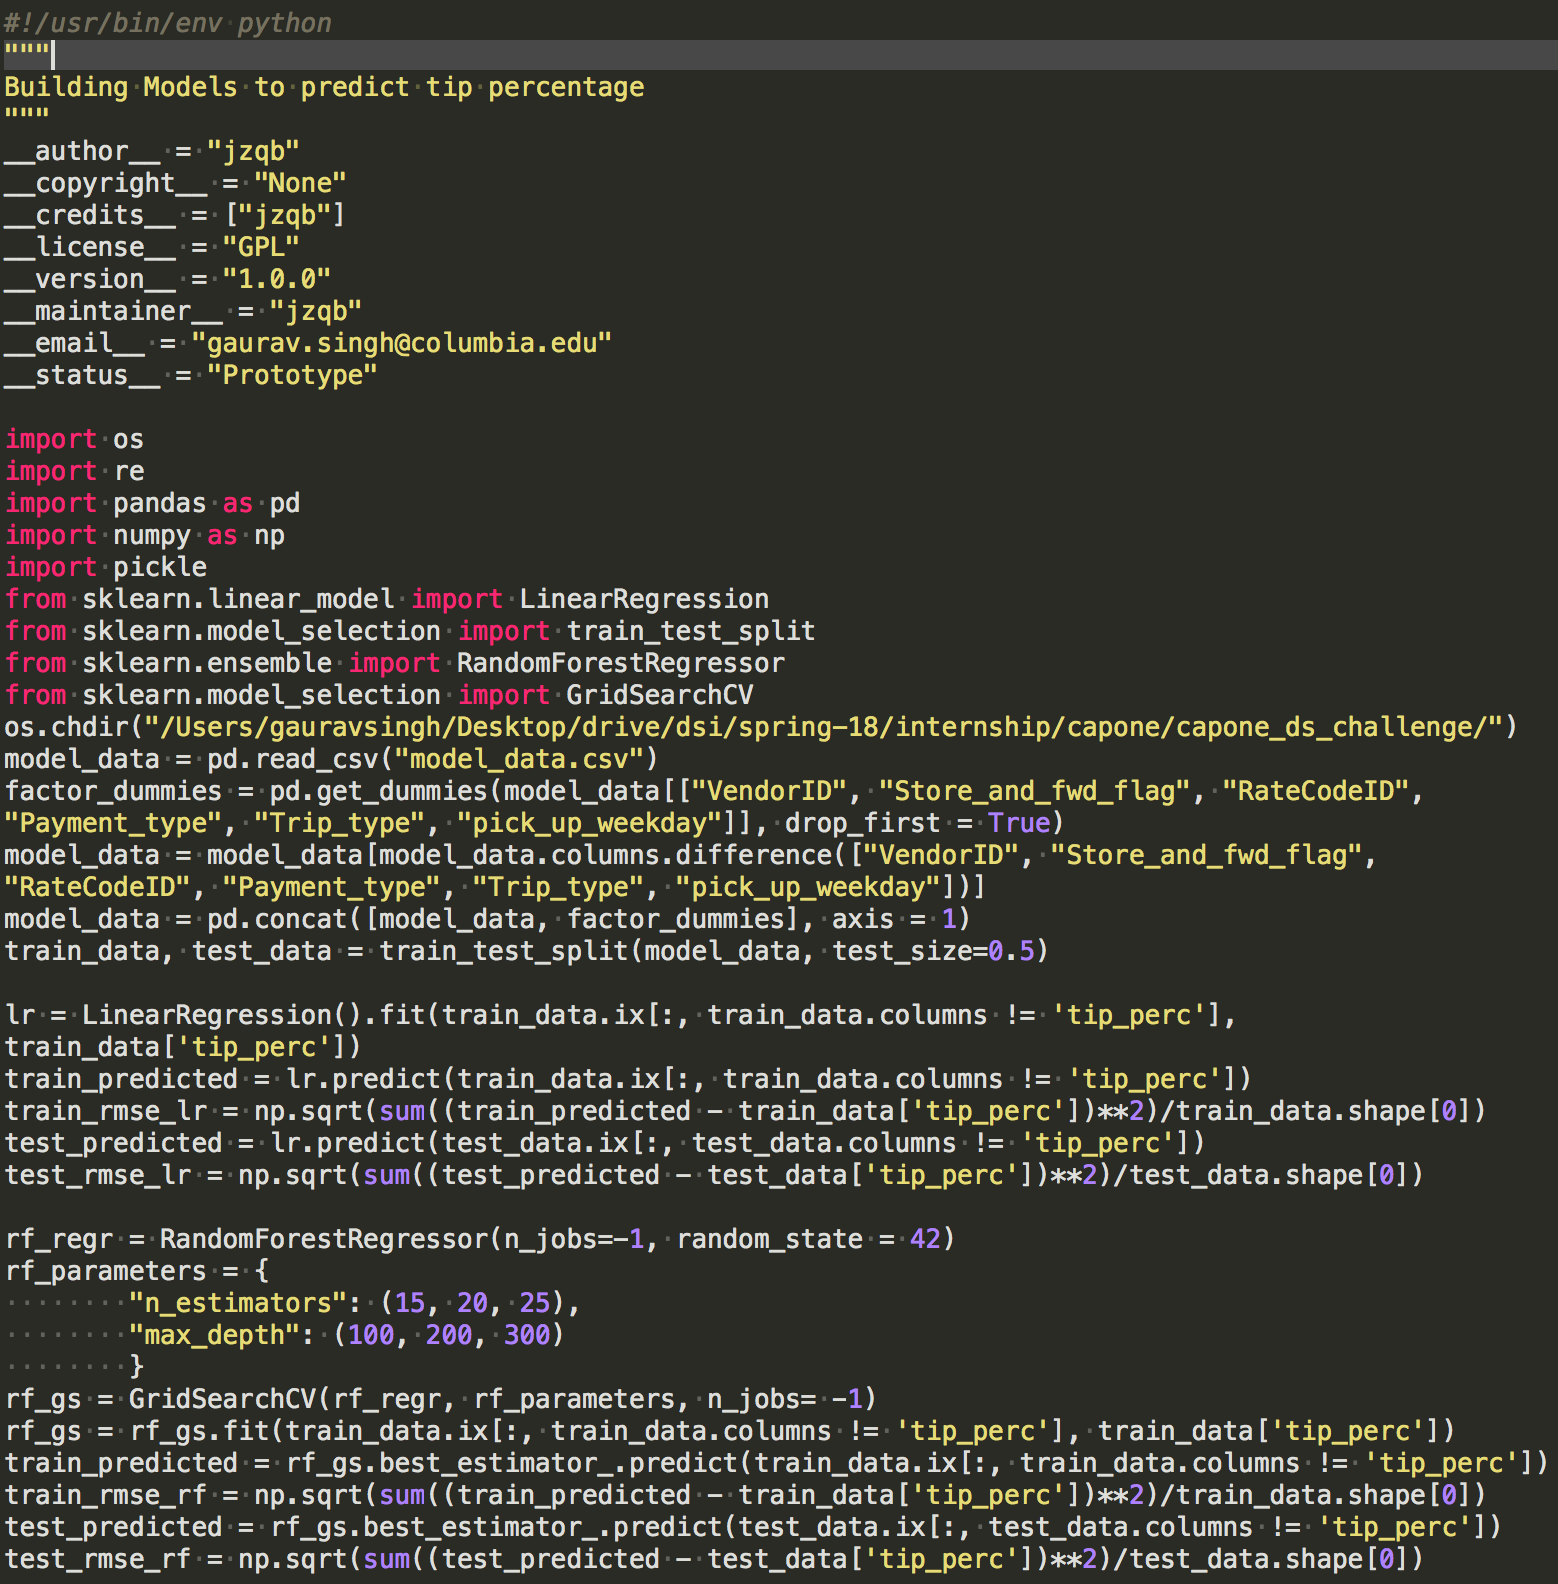 #!/usr/bin/env python
"""
Building Models to predict tip percentage
"""
__author__ = "jzqb"
__copyright__ = "None"
__credits__ = ["jzqb"]
__license__ = "GPL"
__version__ = "1.0.0"
__maintainer__ = "jzqb"
__email__ = "gaurav.singh@columbia.edu"
__status__ = "Prototype"

import os
import re
import pandas as pd
import numpy as np
import pickle
from sklearn.linear_model import LinearRegression
from sklearn.model_selection import train_test_split
from sklearn.ensemble import RandomForestRegressor
from sklearn.model_selection import GridSearchCV
os.chdir("/Users/gauravsingh/Desktop/drive/dsi/spring-18/internship/capone/capone_ds_challenge/")
model_data = pd.read_csv("model_data.csv")
factor_dummies = pd.get_dummies(model_data[["VendorID", "Store_and_fwd_flag", "RateCodeID",
"Payment_type", "Trip_type", "pick_up_weekday"]], drop_first = True)
model_data = model_data[model_data.columns.difference(["VendorID", "Store_and_fwd_flag",
"RateCodeID", "Payment_type", "Trip_type", "pick_up_weekday"])]
model_data = pd.concat([model_data, factor_dummies], axis = 1)
train_data, test_data = train_test_split(model_data, test_size=0.5)

lr = LinearRegression().fit(train_data.ix[:, train_data.columns != 'tip_perc'],
train_data['tip_perc'])
train_predicted = lr.predict(train_data.ix[:, train_data.columns != 'tip_perc'])
train_rmse_lr = np.sqrt(sum((train_predicted - train_data['tip_perc'])**2)/train_data.shape[0])
test_predicted = lr.predict(test_data.ix[:, test_data.columns != 'tip_perc'])
test_rmse_lr = np.sqrt(sum((test_predicted - test_data['tip_perc'])**2)/test_data.shape[0])

rf_regr = RandomForestRegressor(n_jobs=-1, random_state = 42)
rf_parameters = {
        "n_estimators": (15, 20, 25),
        "max_depth": (100, 200, 300)
        }
rf_gs = GridSearchCV(rf_regr, rf_parameters, n_jobs= -1)
rf_gs = rf_gs.fit(train_data.ix[:, train_data.columns != 'tip_perc'], train_data['tip_perc'])
train_predicted = rf_gs.best_estimator_.predict(train_data.ix[:, train_data.columns != 'tip_perc'])
train_rmse_rf = np.sqrt(sum((train_predicted - train_data['tip_perc'])**2)/train_data.shape[0])
test_predicted = rf_gs.best_estimator_.predict(test_data.ix[:, test_data.columns != 'tip_perc'])
test_rmse_rf = np.sqrt(sum((test_predicted - test_data['tip_perc'])**2)/test_data.shape[0])